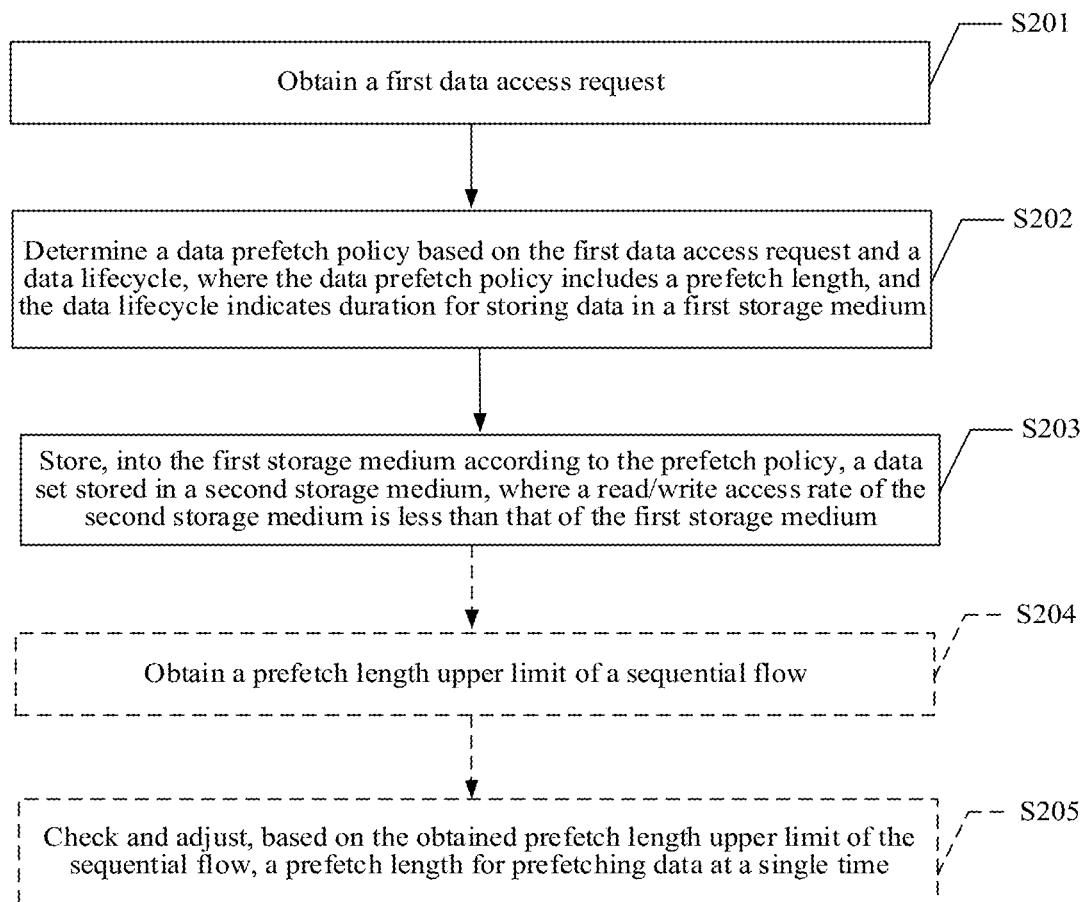 S201
Obtain a first data access request
S202
Determine a data prefetch policy based on the first data access request and a
data lifecycle, where the data prefetch policy includes a prefetch length, and
the data lifecycle indicates duration for storing data in a first storage medium
S203
Store, into the first storage medium according to the prefetch policy, a data
set stored in a second storage medium, where a read/write access rate of the
second storage medium is less than that of the first storage medium
S204
Obtain a prefetch length upper limit of a sequential flow
S205
Check and adjust, based on the obtained prefetch length upper limit of the
sequential flow, a prefetch length for prefetching data at a single time